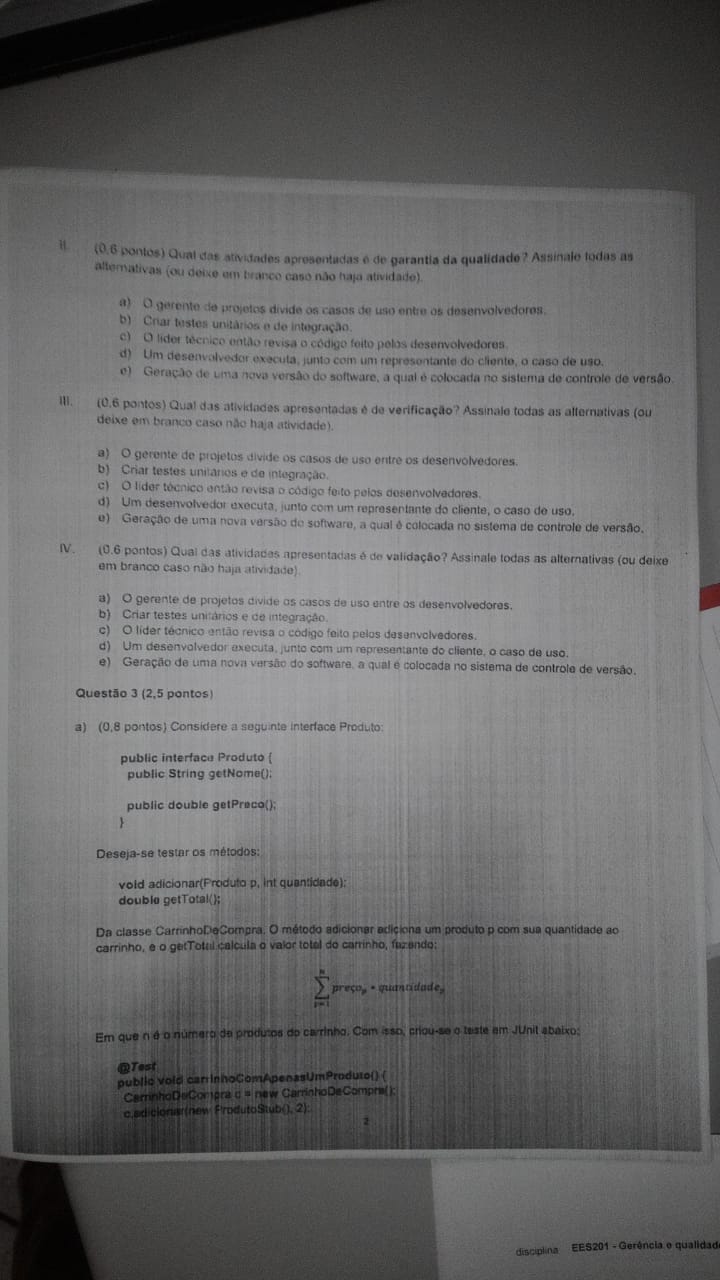 II. (0,6 pontos) Qual das atividades apresentadas é de garantia da qualidade? Assinale todas as
alternativas (ou deixe em branco caso não haja atividade).
a) O gerente de projetos divide os casos de uso entre os desenvolvedores.
b) Criar testes unitários e de integração.
c) O líder técnico então revisa o código feito pelos desenvolvedores.
d) Um desenvolvedor executa, junto com um representante do cliente, o caso de uso.
e) Geração de uma nova versão do software, a qual é colocada no sistema de controle de versão.
III. (0,6 pontos) Qual das atividades apresentadas é de verificação? Assinale todas as alternativas (ou
deixe em branco caso não haja atividade).
a) O gerente de projetos divide os casos de uso entre os desenvolvedores.
b) Criar testes unitários e de integração.
c) O líder técnico então revisa o código feito pelos desenvolvedores.
d) Um desenvolvedor executa, junto com um representante do cliente, o caso de uso.
e) Geração de uma nova versão do software, a qual é colocada no sistema de controle de versão.
IV. (0,6 pontos) Qual das atividades apresentadas é de validação? Assinale todas as alternativas (ou deixe
em branco caso não haja atividade).
a) O gerente de projetos divide os casos de uso entre os desenvolvedores.
b) Criar testes unitários e de integração.
c) O líder técnico então revisa o código feito pelos desenvolvedores.
d) Um desenvolvedor executa, junto com um representante do cliente, o caso de uso.
e) Geração de uma nova versão do software, a qual é colocada no sistema de controle de versão.
Questão 3 (2,5 pontos)
a) (0,8 pontos) Considere a seguinte interface Produto:
public interface Produto {
public String getNome();
public double getPreco();
}
Deseja-se testar os métodos:
void adicionar(Produto p, int quantidade);
double getTotal();
Da classe CarrinhoDeCompra. O método adicionar adiciona um produto p com sua quantidade ao
carrinho, e o getTotal calcula o valor total do carrinho, fazendo:
n
∑ preçoₚ * quantidadeₚ
p=1
Em que n é o número de produtos do carrinho. Com isso, criou-se o teste em JUnit abaixo:
@Test
public void carrinhoComApenasUmProduto() {
CarrinhoDeCompra c = new CarrinhoDeCompra();
c.adicionar(new ProdutoStub(), 2);
2
disciplina EES201 - Gerência e qualidad